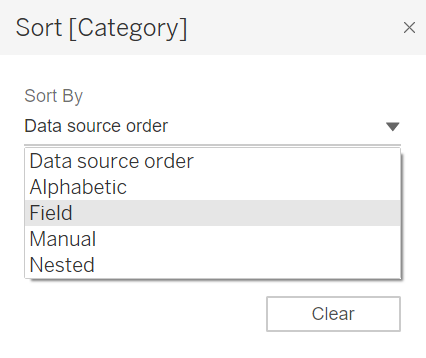 Sort [Category]
×
Sort By
Data source order
Data source order
Alphabetic
Field
Manual
Nested
Clear